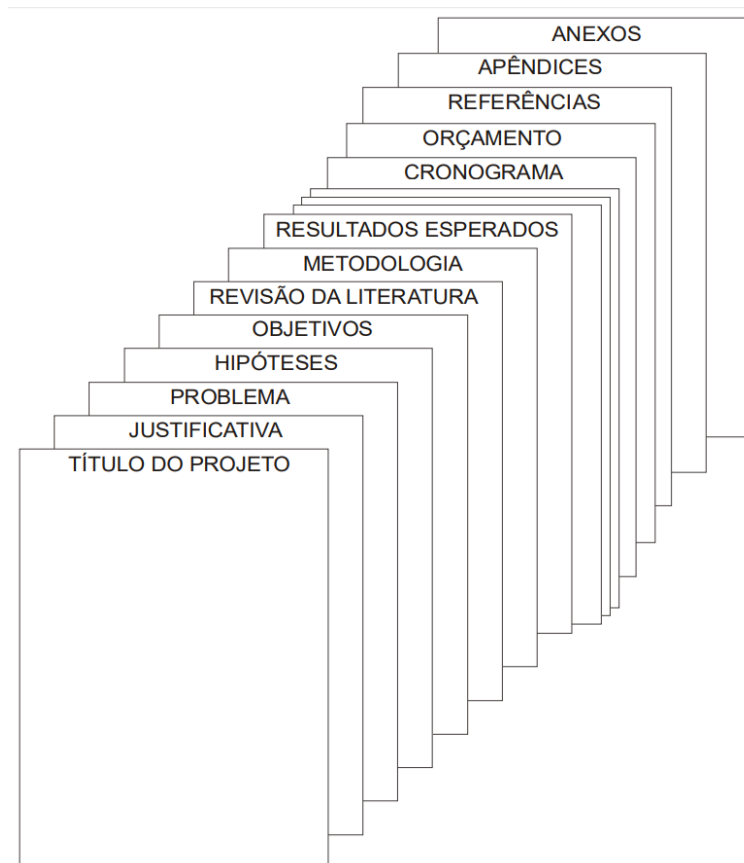 ANEXOS
APÊNDICES
REFERÊNCIAS
ORÇAMENTO
CRONOGRAMA
RESULTADOS ESPERADOS
METODOLOGIA
REVISÃO DA LITERATURA
OBJETIVOS
HIPÓTESES
PROBLEMA
JUSTIFICATIVA
TÍTULO DO PROJETO